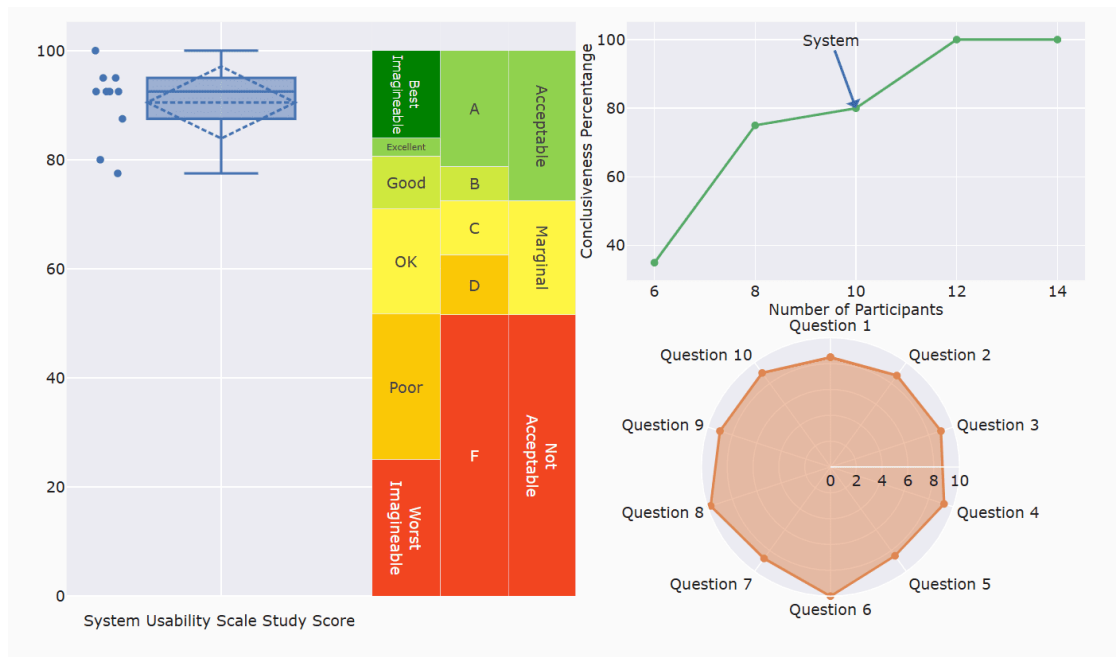 100
80
60
40
20
0
System Usability Scale Study Score
Best
Imagineable
Excellent
Good
OK
Poor
Worst
Imagineable
A
B
C
D
F
Acceptable
Marginal
Not
Acceptable
Conclusiveness Percentange
100
80
60
40
System
6 8 10 12 14
Number of Participants
Question 1
Question 2
Question 3
Question 4
Question 5
Question 6
Question 7
Question 8
Question 9
Question 10
0 2 4 6 8 10